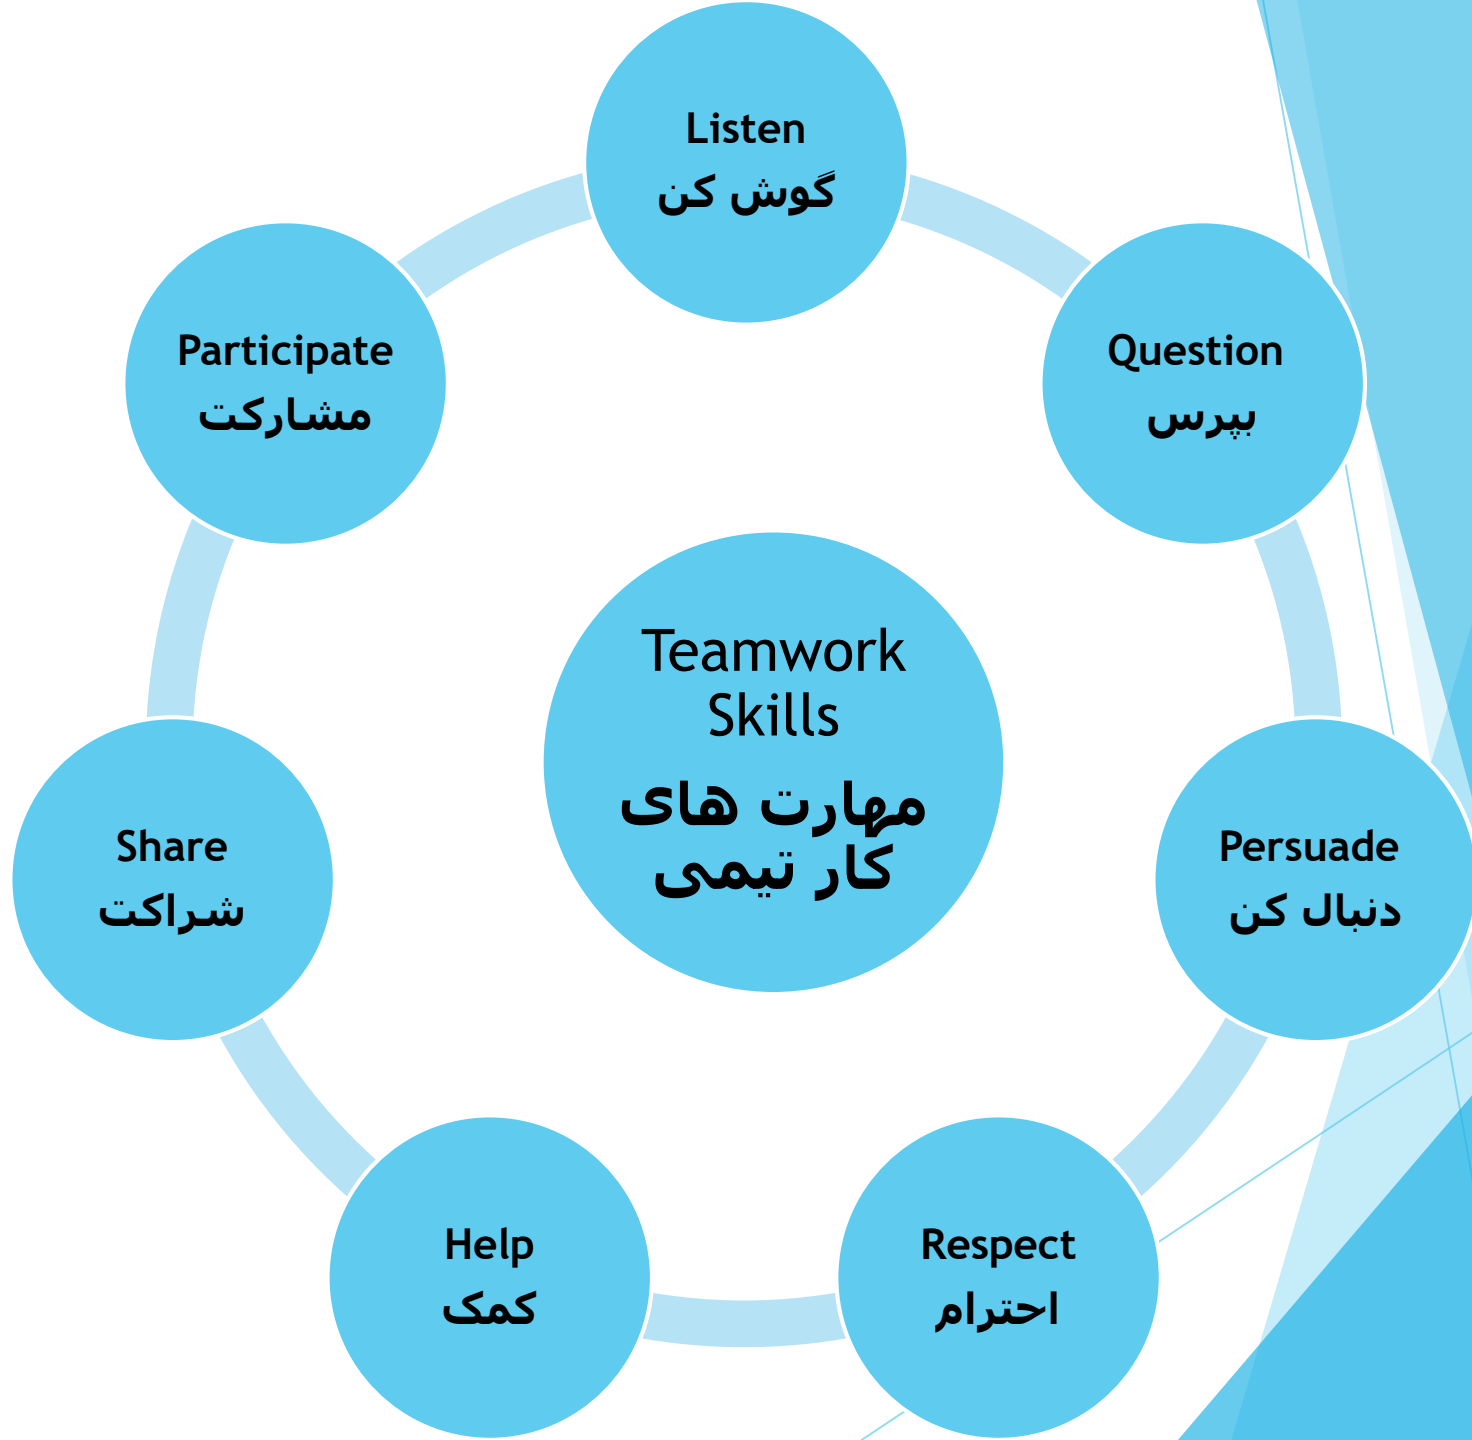 Listen
گوش کن
Question
بپرس
Persuade
دنبال کن
Respect
احترام
Help
کمک
Share
شراکت
Participate
مشارکت
Teamwork
Skills
مهارت های
کار تیمی